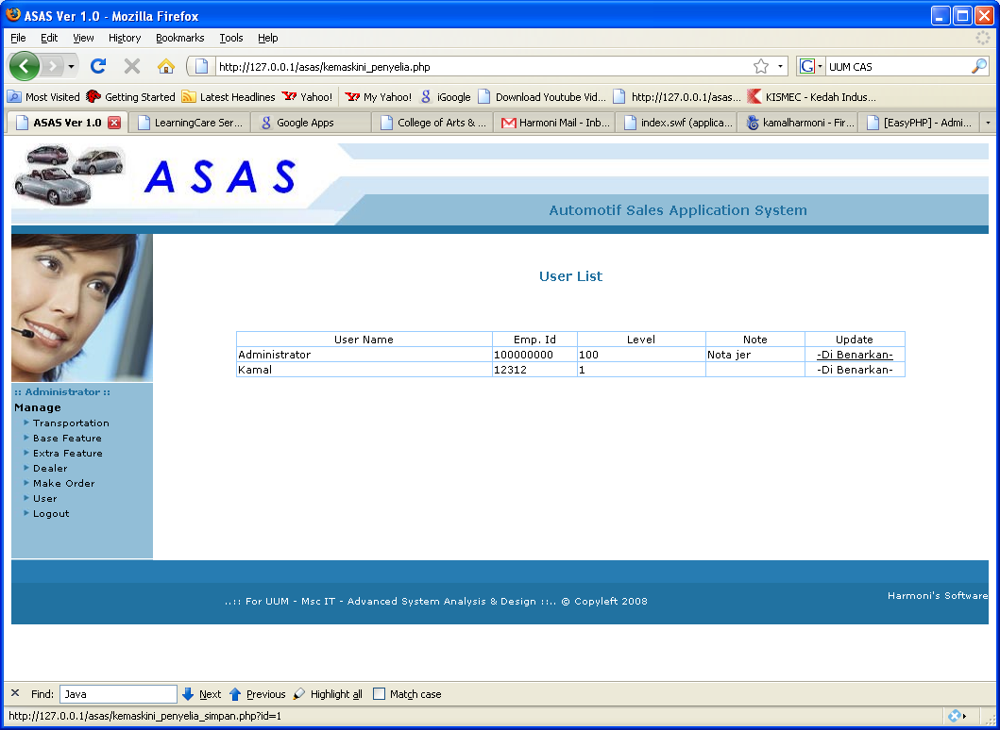 ASAS Ver 1.0 - Mozilla Firefox
File Edit View History Bookmarks Tools Help
http://127.0.0.1/asas/kemaskini_penyelia.php
G UUM CAS
Most Visited Getting Started Latest Headlines Yahoo! My Yahoo! iGoogle Download Youtube Vid... http://127.0.0.1/asas... KISMEC - Kedah Indus...
ASAS Ver 1.0 LearningCare Ser... Google Apps College of Arts & ... Harmoni Mail - Inb... index.swf (applica... kamalharmoni - Fir... [EasyPHP] - Admi...
A S A S
Automotif Sales Application System
User List
User Name Emp. Id Level Note Update
Administrator 100000000 100 Nota jer -Di Benarkan-
Kamal 12312 1 -Di Benarkan-
:: Administrator ::
Manage
Transportation
Base Feature
Extra Feature
Dealer
Make Order
User
Logout
..:: For UUM - Msc IT - Advanced System Analysis & Design ::.. © Copyleft 2008
Harmoni's Software
Find: Java Next Previous Highlight all Match case
http://127.0.0.1/asas/kemaskini_penyelia_simpan.php?id=1